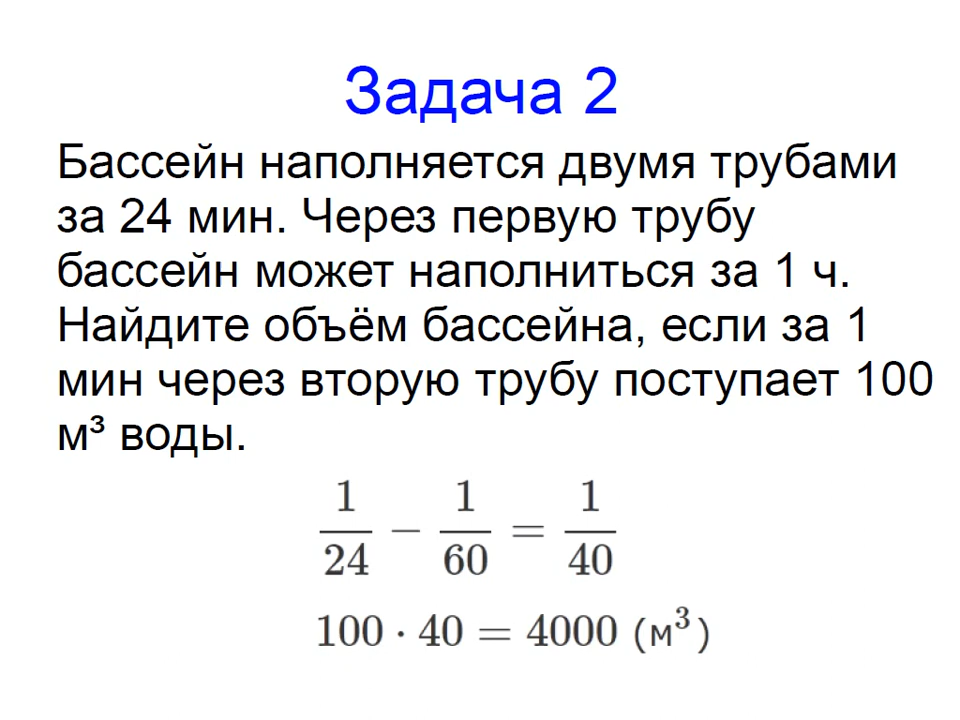 Задача 2
Бассейн наполняется двумя трубами
за 24 мин. Через первую трубу
бассейн может наполниться за 1 ч.
Найдите объём бассейна, если за 1
мин через вторую трубу поступает 100
м³ воды.
1/24 − 1/60 = 1/40
100 · 40 = 4000 (м³)